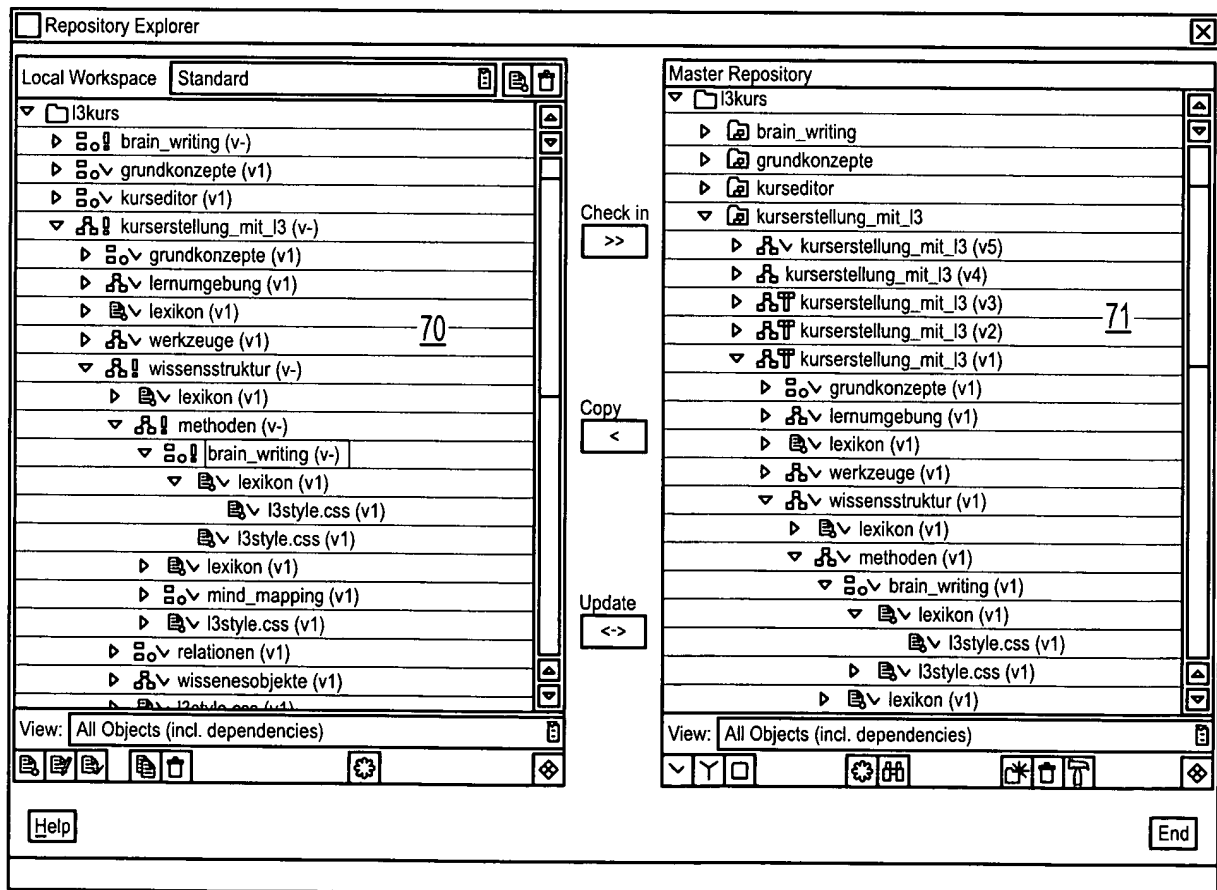 Repository Explorer
Local Workspace Standard
l3kurs
brain_writing (v-)
grundkonzepte (v1)
kurseditor (v1)
kurserstellung_mit_l3 (v-)
grundkonzepte (v1)
lernumgebung (v1)
lexikon (v1)
werkzeuge (v1)
70
wissensstruktur (v-)
lexikon (v1)
methoden (v-)
brain_writing (v-)
lexikon (v1)
l3style.css (v1)
l3style.css (v1)
lexikon (v1)
mind_mapping (v1)
l3style.css (v1)
relationen (v1)
wissenesobjekte (v1)
l3style.css (v1)
View: All Objects (incl. dependencies)
Check in
>>
Copy
<
Update
<->
Master Repository
l3kurs
brain_writing
grundkonzepte
kurseditor
kurserstellung_mit_l3
kurserstellung_mit_l3 (v5)
kurserstellung_mit_l3 (v4)
kurserstellung_mit_l3 (v3)
71
kurserstellung_mit_l3 (v2)
kurserstellung_mit_l3 (v1)
grundkonzepte (v1)
lernumgebung (v1)
lexikon (v1)
werkzeuge (v1)
wissensstruktur (v1)
lexikon (v1)
methoden (v1)
brain_writing (v1)
lexikon (v1)
l3style.css (v1)
l3style.css (v1)
lexikon (v1)
View: All Objects (incl. dependencies)
Help
End